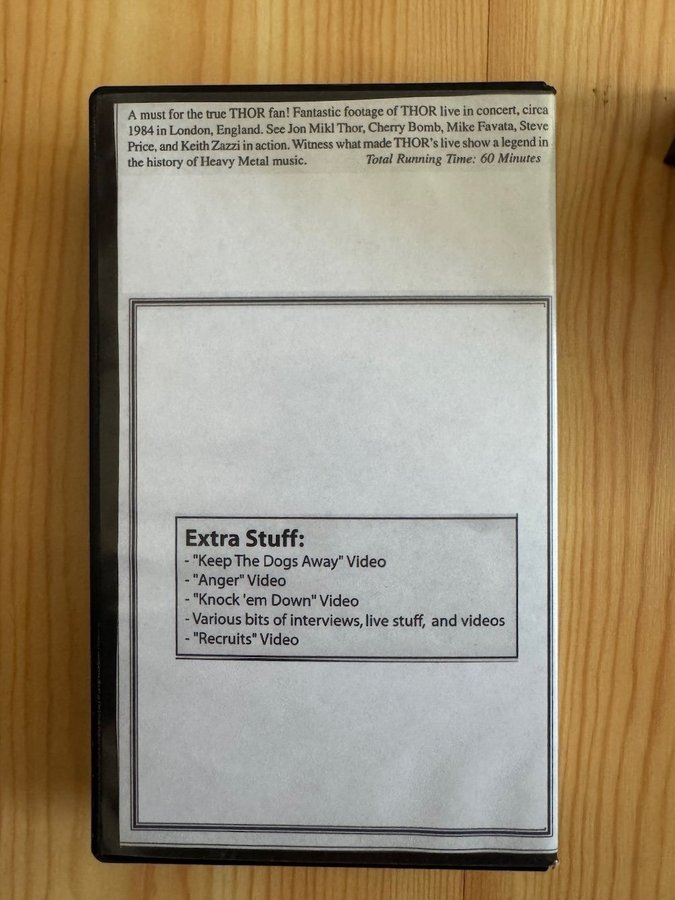 A must for the true THOR fan! Fantastic footage of THOR live in concert, circa
1984 in London, England. See Jon Mikl Thor, Cherry Bomb, Mike Favata, Steve
Price, and Keith Zazzi in action. Witness what made THOR's live show a legend in
the history of Heavy Metal music. Total Running Time: 60 Minutes
Extra Stuff:
- "Keep The Dogs Away" Video
- "Anger" Video
- "Knock 'em Down" Video
- Various bits of interviews, live stuff, and videos
- "Recruits" Video